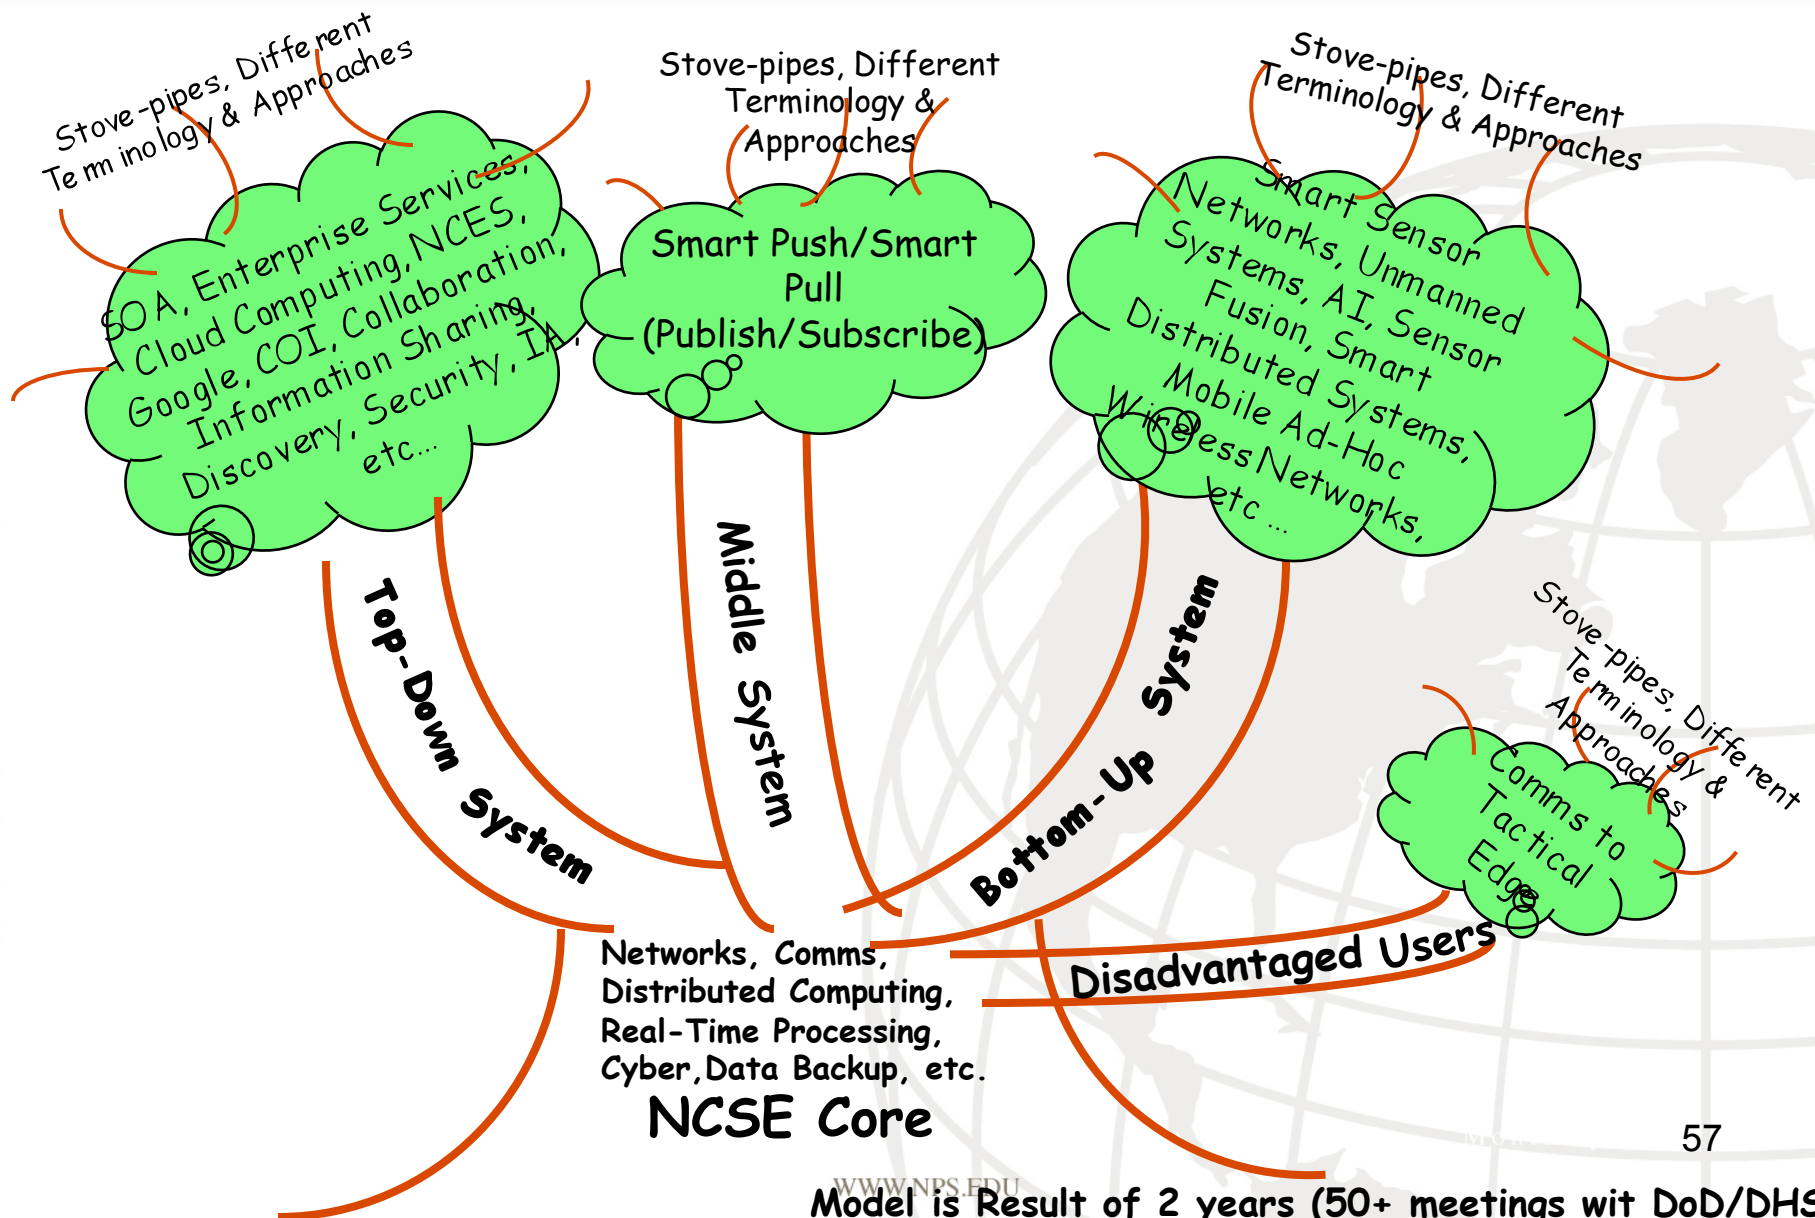 Stove-pipes, Different
Terminology & Approaches
Stove-pipes, Different
Terminology &
Approaches
Stove-pipes, Different
Terminology & Approaches
SOA, Enterprise Services,
Cloud Computing, NCES,
Google, COI, Collaboration,
Information Sharing,
Discovery, Security, IA,
etc...
Smart Push/Smart
Pull
(Publish/Subscribe)
Smart Sensor
Networks, Unmanned
Systems, AI, Sensor
Fusion, Smart
Distributed Systems,
Mobile Ad-Hoc
Wireless Networks,
etc ...
Top-Down System
Middle System
Bottom-Up System
Stove-pipes, Different
Terminology &
Approaches
Comms to
Tactical
Edge
Disadvantaged Users
Networks, Comms,
Distributed Computing,
Real-Time Processing,
Cyber,Data Backup, etc.
NCSE Core
57
WWW.NPS.EDU
Model is Result of 2 years (50+ meetings wit DoD/DHS